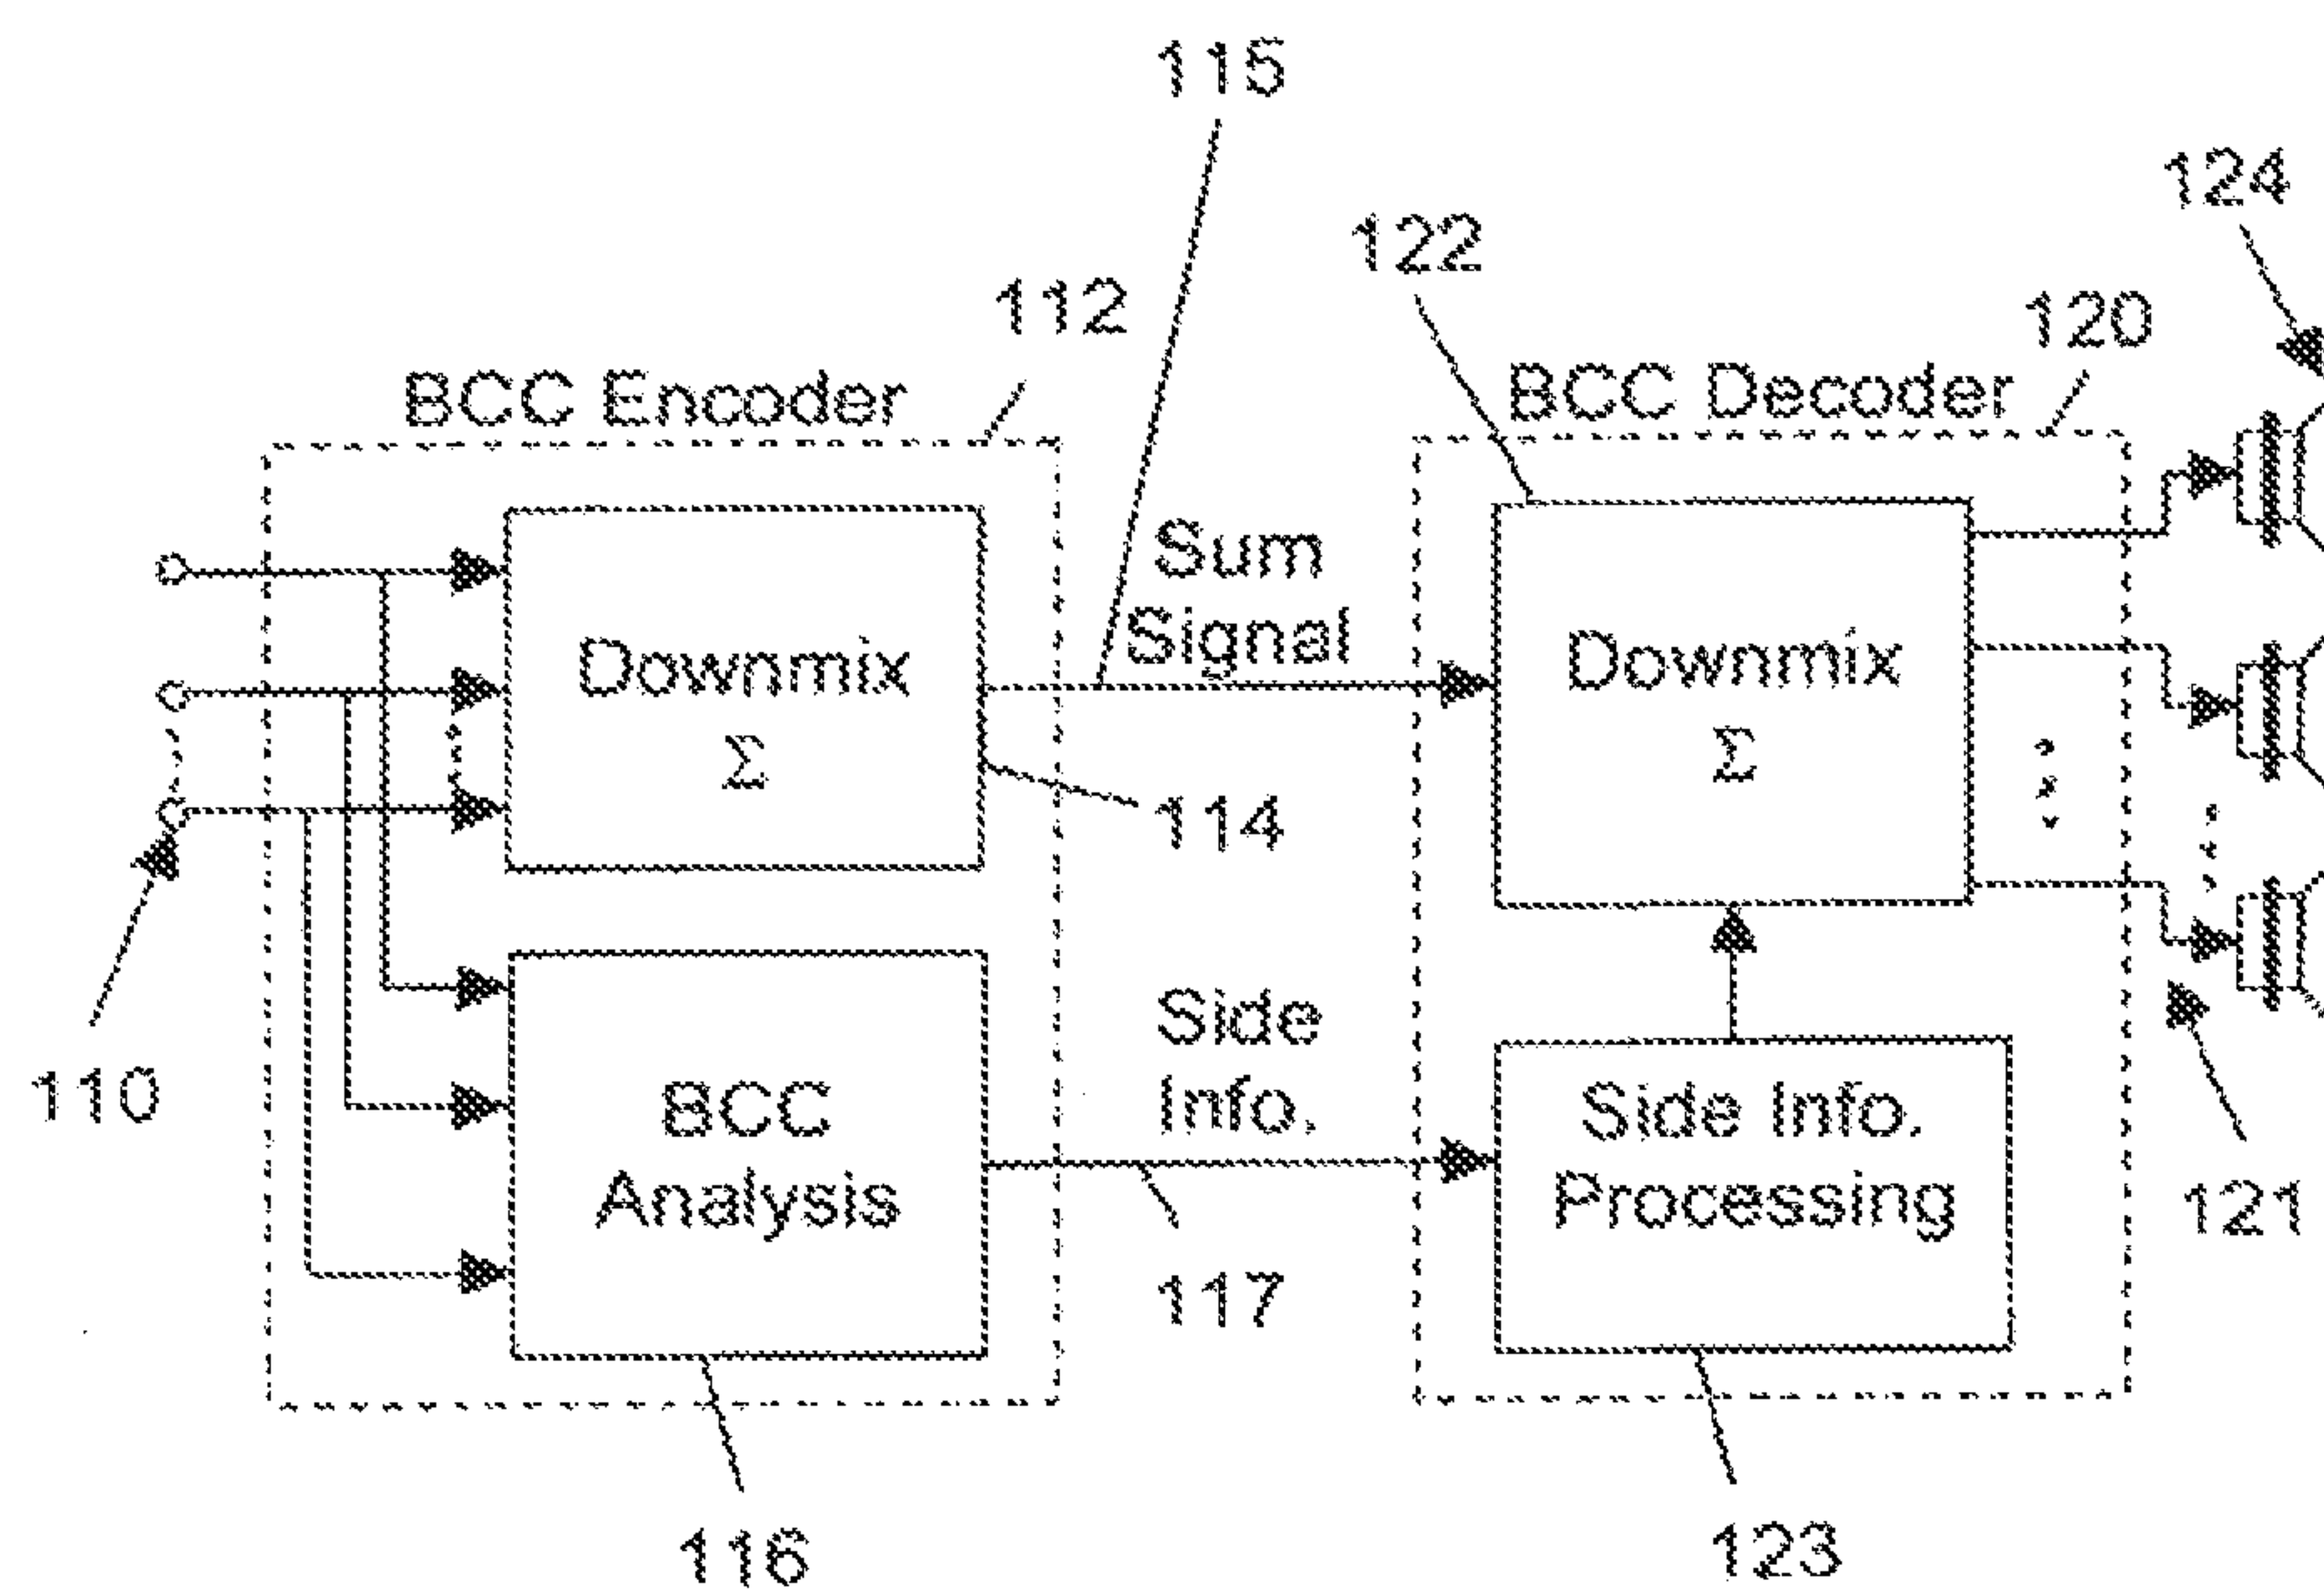 115
124
122
112
120
BCC Encoder
BCC Decoder
Sum
Signal
Downmix
Σ
Downmix
Σ
114
110
BCC
Analysis
Side
Info.
Side Info.
Processing
121
117
116
123